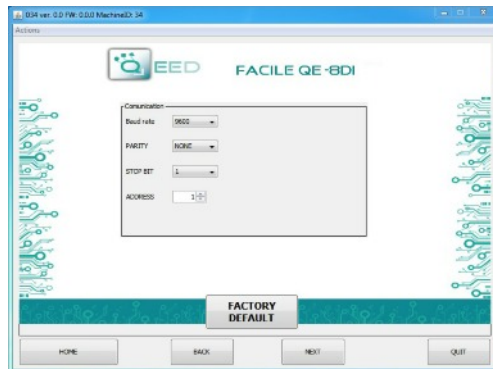 034 ver. 0.0 FW: 0.0.0 MachineID: 34
Actions
QEED
FACILE QE-8DI
Comunication
Baud rate 9600
PARITY NONE
STOP BIT 1
ADDRESS 1
FACTORY
DEFAULT
HOME BACK NEXT QUIT